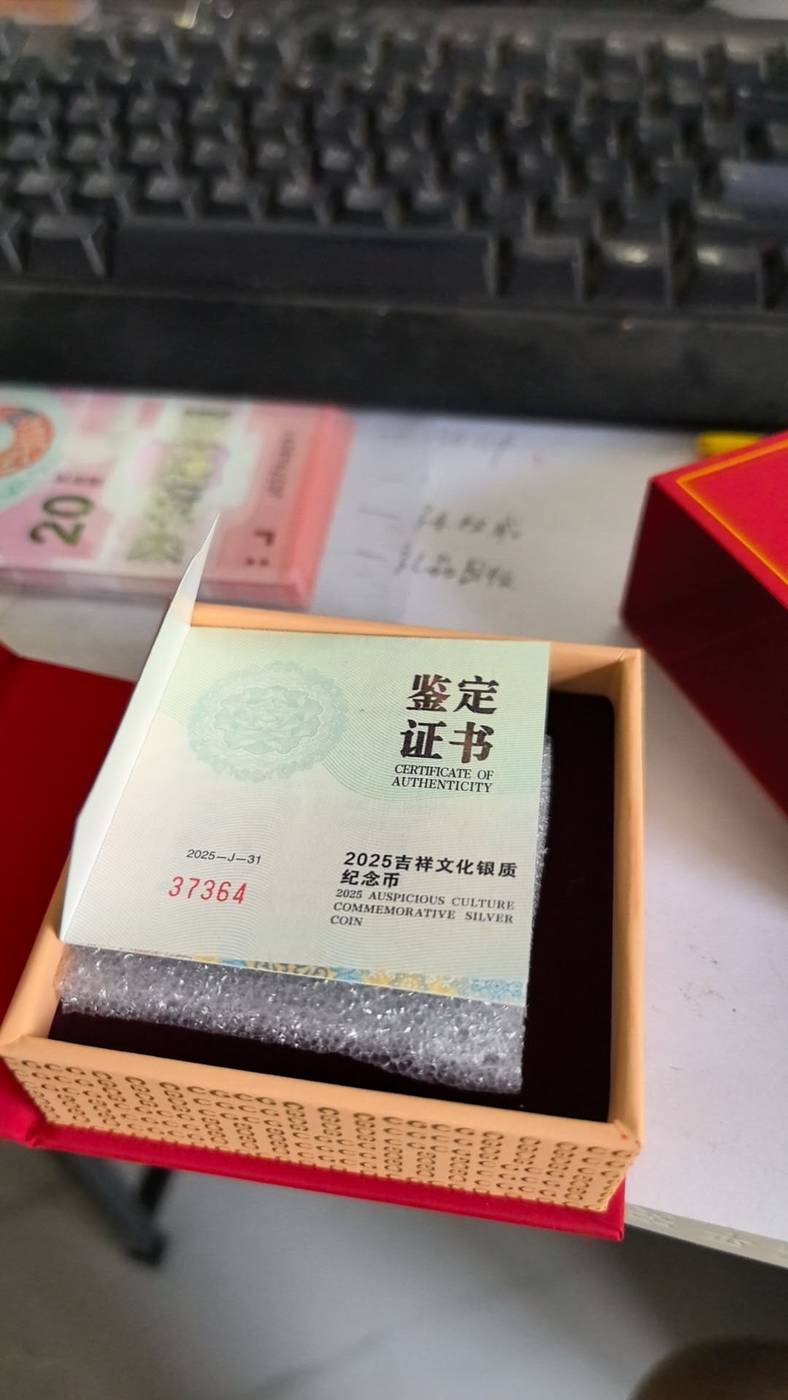 20
鉴定
证书
CERTIFICATE OF
AUTHENTICITY
2025—J—31
37364
2025吉祥文化银质
纪念币
2025 AUSPICIOUS CULTURE
COMMEMORATIVE SILVER
COIN